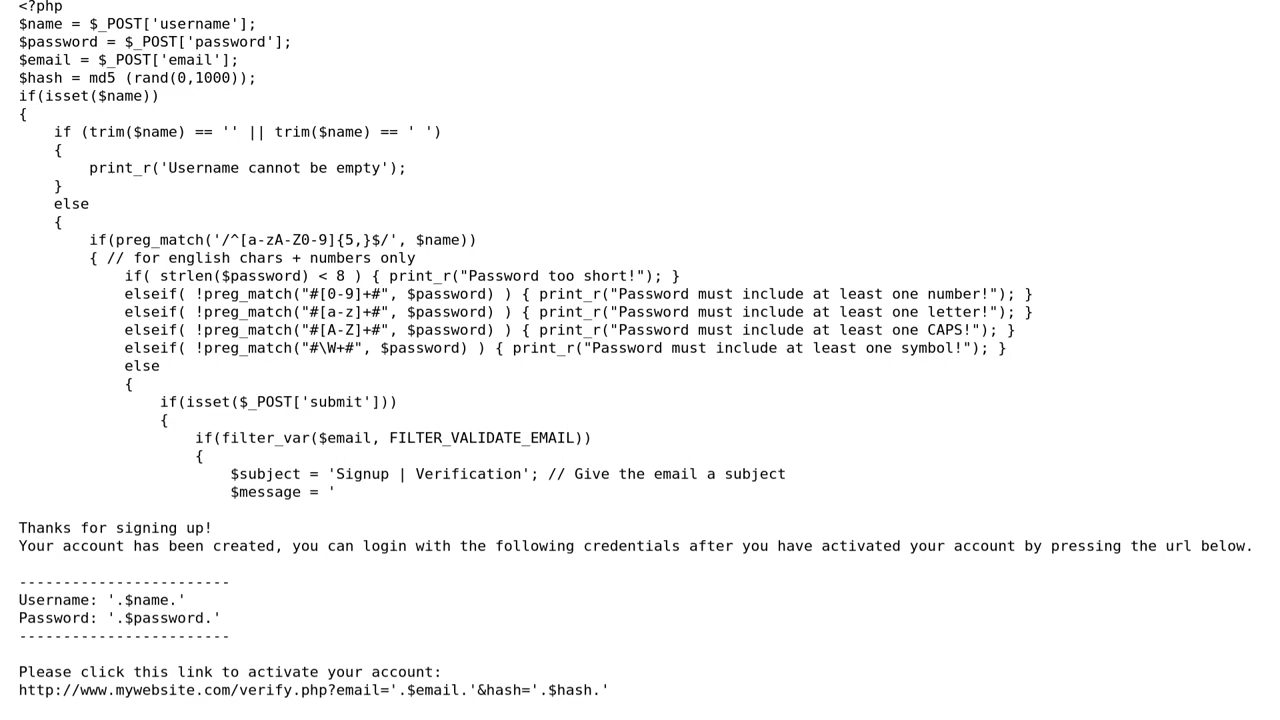 <?php
$name = $_POST['username'];
$password = $_POST['password'];
$email = $_POST['email'];
$hash = md5 (rand(0,1000));
if(isset($name))
{
    if (trim($name) == '' || trim($name) == ' ')
    {
        print_r('Username cannot be empty');
    }
    else
    {
        if(preg_match('/^[a-zA-Z0-9]{5,}$/', $name))
        { // for english chars + numbers only
            if( strlen($password) < 8 ) { print_r("Password too short!"); }
            elseif( !preg_match("#[0-9]+#", $password) ) { print_r("Password must include at least one number!"); }
            elseif( !preg_match("#[a-z]+#", $password) ) { print_r("Password must include at least one letter!"); }
            elseif( !preg_match("#[A-Z]+#", $password) ) { print_r("Password must include at least one CAPS!"); }
            elseif( !preg_match("#\W+#", $password) ) { print_r("Password must include at least one symbol!"); }
            else
            {
                if(isset($_POST['submit']))
                {
                    if(filter_var($email, FILTER_VALIDATE_EMAIL))
                    {
                        $subject = 'Signup | Verification'; // Give the email a subject
                        $message = '

Thanks for signing up!
Your account has been created, you can login with the following credentials after you have activated your account by pressing the url below.

------------------------
Username: '.$name.'
Password: '.$password.'
------------------------

Please click this link to activate your account:
http://www.mywebsite.com/verify.php?email='.$email.'&hash='.$hash.'